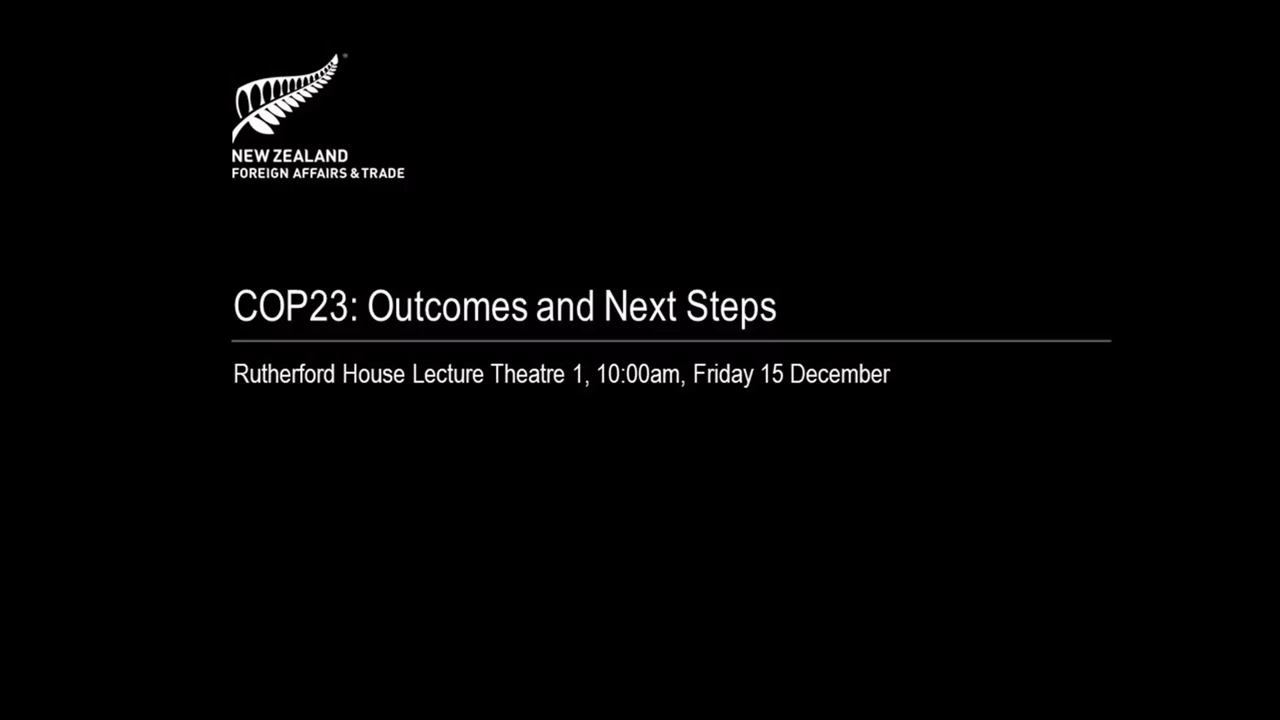 NEW ZEALAND
FOREIGN AFFAIRS & TRADE
COP23: Outcomes and Next Steps
Rutherford House Lecture Theatre 1, 10:00am, Friday 15 December